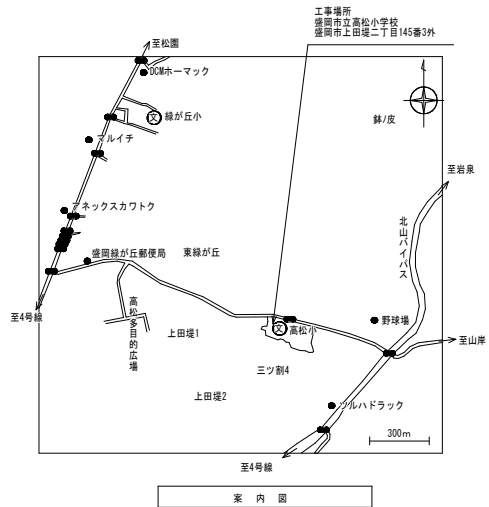 工事場所
盛岡市立高松小学校
盛岡市上田堤二丁目145番3外
至松園
DCMホーマック
緑が丘小
文
鉢ノ皮
マルイチ
至岩泉
アネックスカワトク
北山バイパス
盛岡緑が丘郵便局
東緑が丘
至4号線
高松多目的広場
上田堤1
文
高松小
野球場
至山岸
三ツ割4
上田堤2
ツルハドラック
300m
至4号線
案内図